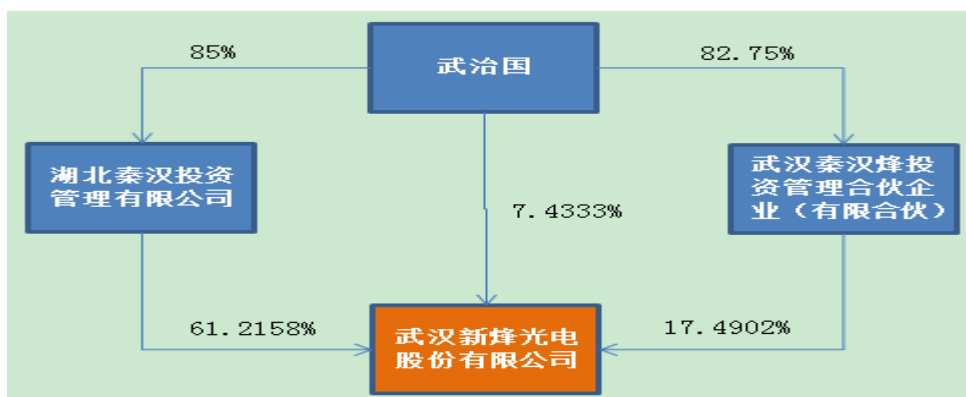 85%
武治国
82.75%
湖北秦汉投资
管理有限公司
7.4333%
武汉秦汉烽投
资管理合伙企
业（有限合伙）
61.2158%
武汉新烽光电
股份有限公司
17.4902%